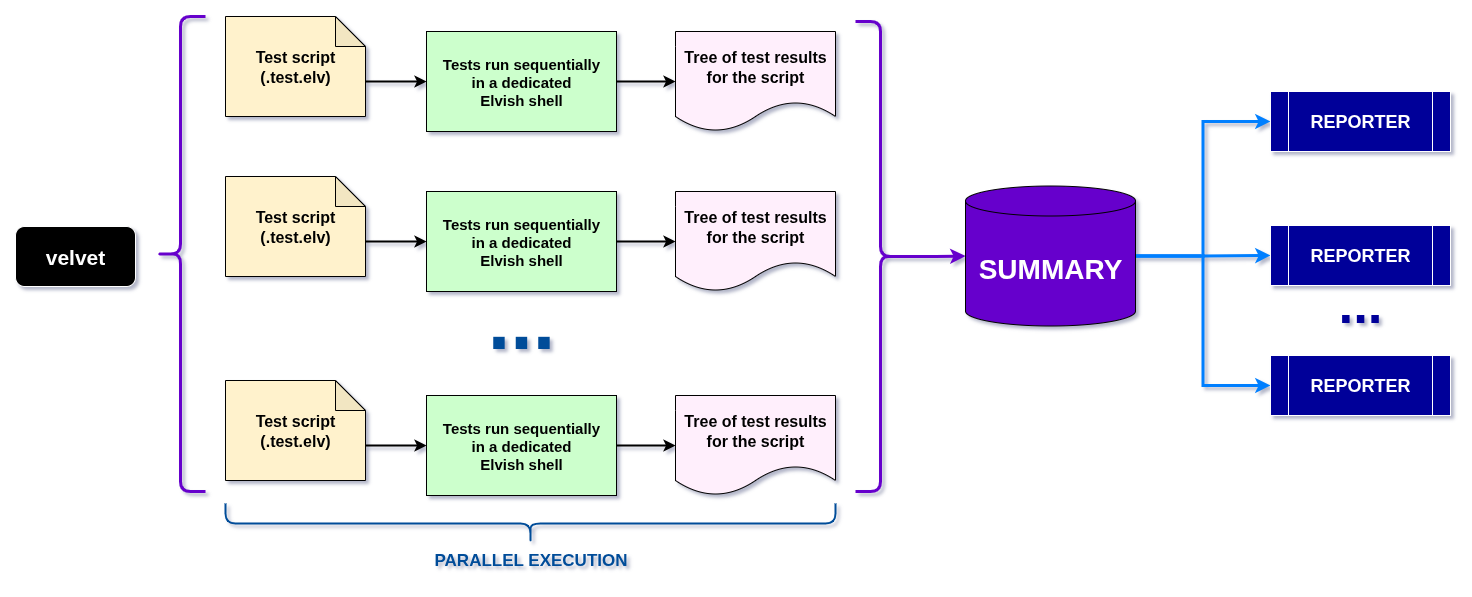 velvet
Test script
(.test.elv)
Tests run sequentially
in a dedicated
Elvish shell
Tree of test results
for the script
Test script
(.test.elv)
Tests run sequentially
in a dedicated
Elvish shell
Tree of test results
for the script
...
Test script
(.test.elv)
Tests run sequentially
in a dedicated
Elvish shell
Tree of test results
for the script
PARALLEL EXECUTION
SUMMARY
REPORTER
REPORTER
...
REPORTER